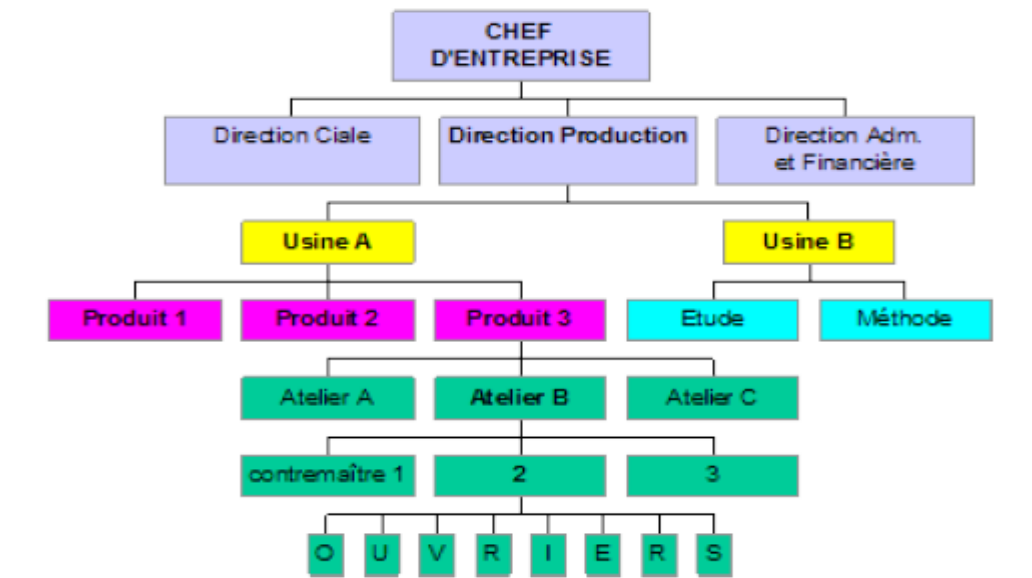 CHEF
D'ENTREPRISE
Direction Ciale
Direction Production
Direction Adm.
et Financière
Usine A
Usine B
Produit 1
Produit 2
Produit 3
Etude
Méthode
Atelier A
Atelier B
Atelier C
contremaître 1
2
3
O U V R I E R S